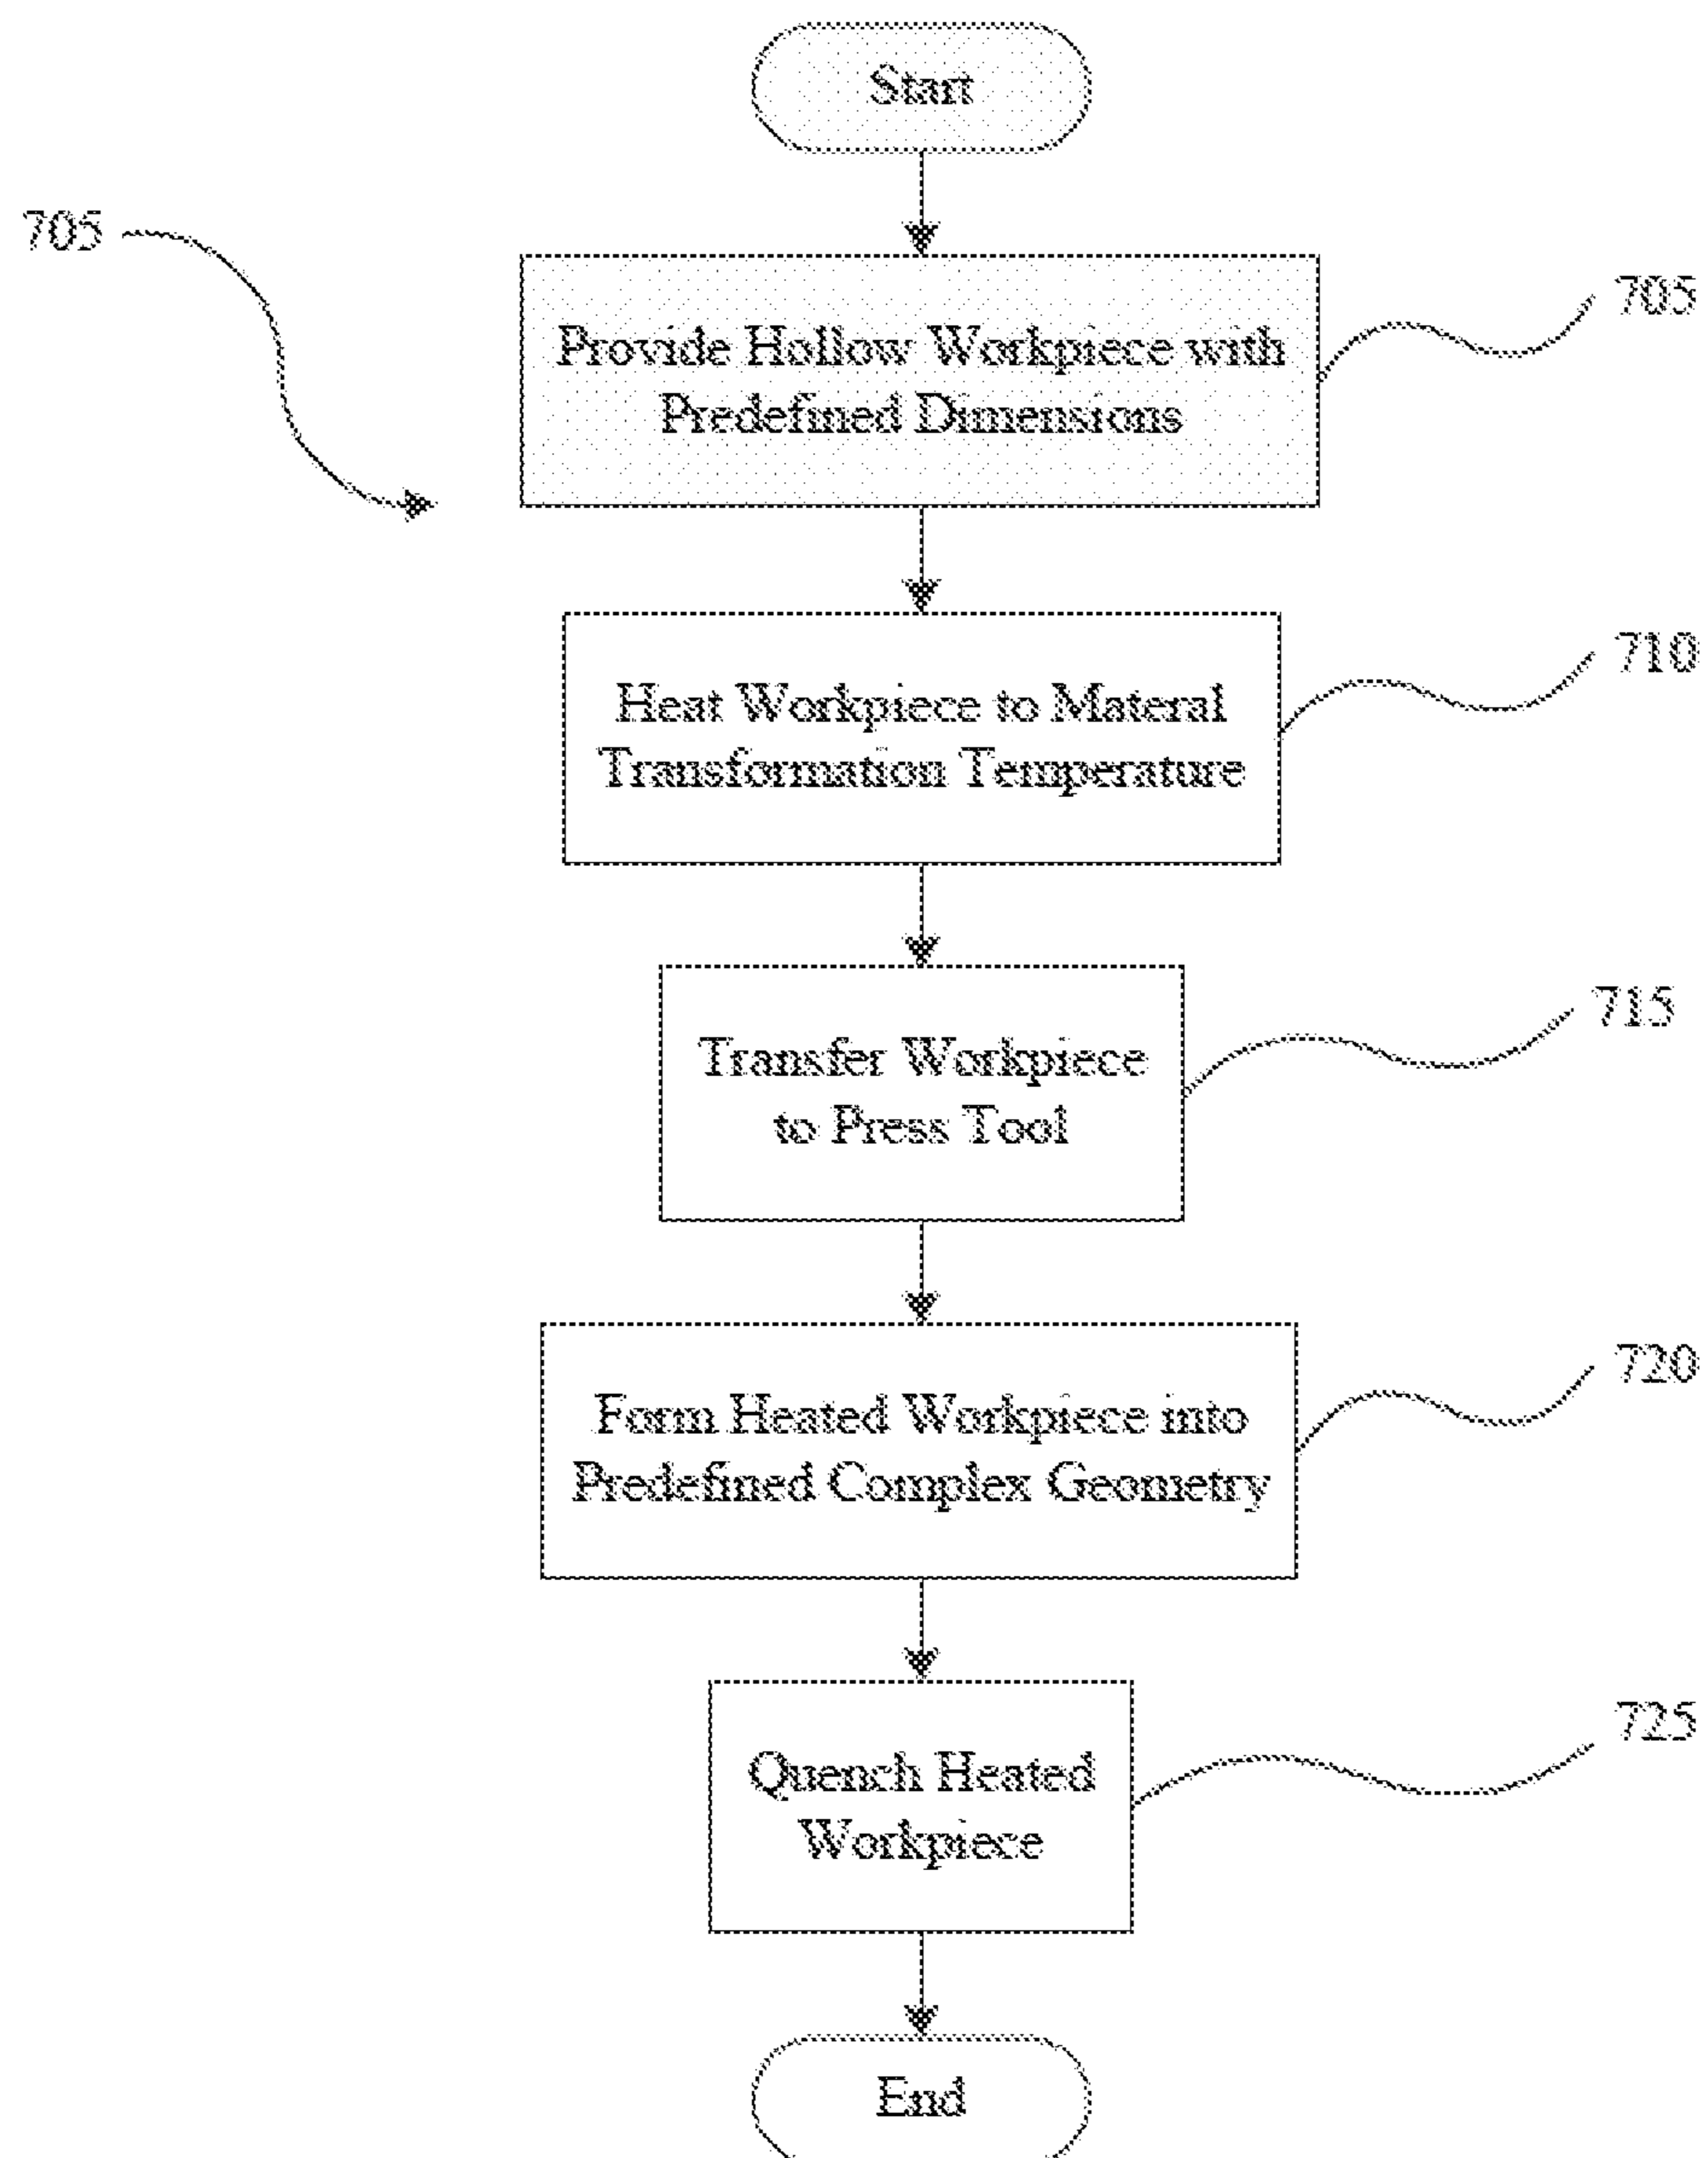 Start
705
705
Provide Hollow Workpiece with
Predefined Dimensions
710
Heat Workpiece to Materal
Transformation Temperature
715
Transfer Workpiece
to Press Tool
720
Form Heated Workpiece into
Predefined Complex Geometry
725
Quench Heated
Workpiece
End